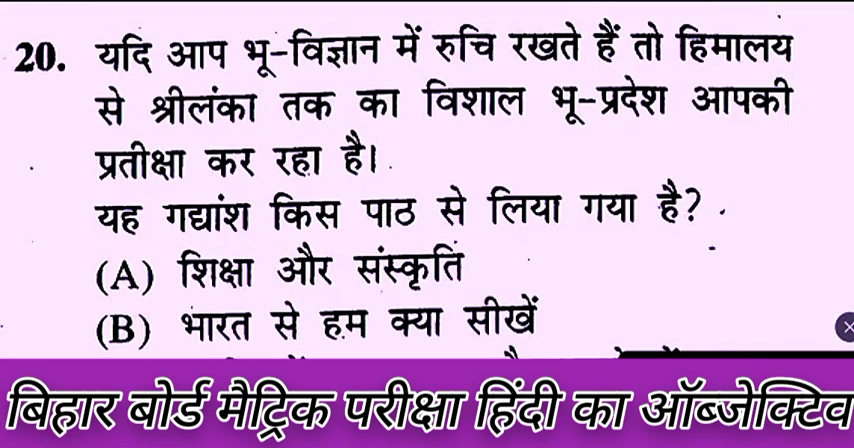 20. यदि आप भू-विज्ञान में रुचि रखते हैं तो हिमालय
से श्रीलंका तक का विशाल भू-प्रदेश आपकी
प्रतीक्षा कर रहा है।
यह गद्यांश किस पाठ से लिया गया है?
(A) शिक्षा और संस्कृति
(B) भारत से हम क्या सीखें
बिहार बोर्ड मैट्रिक परीक्षा हिंदी का ऑब्जेक्टिव